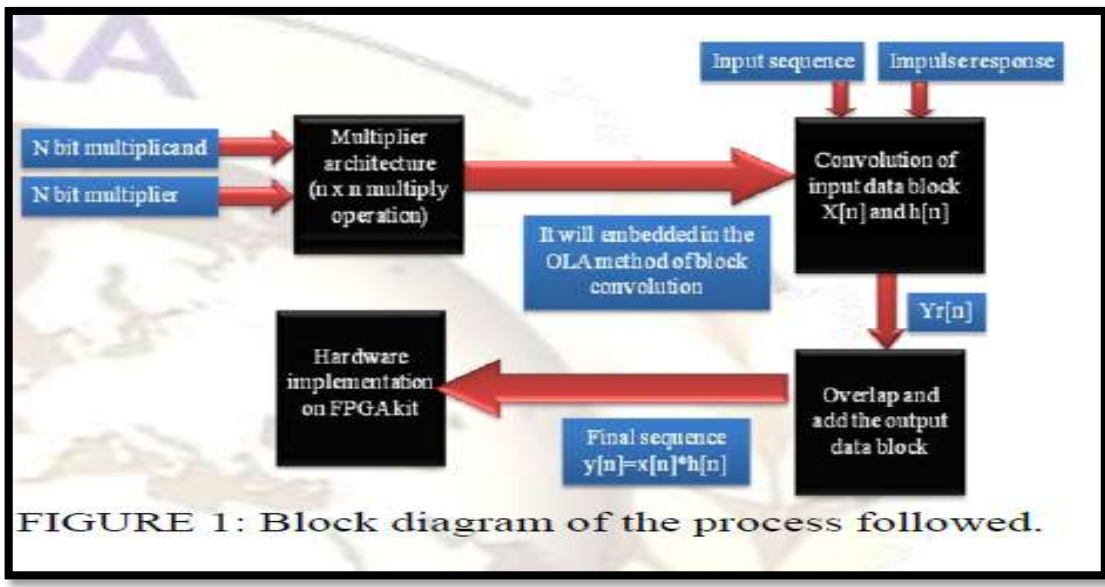 RA
Input sequence
Impulse response
N bit multiplicand
N bit multiplier
Multiplier
architecture
(n x n multiply
operation)
Convolution of
input data block
X[n] and h[n]
It will embedded in the
OLA method of block
convolution
Yr[n]
Hardware
implementation
on FPGA kit
Final sequence
y[n]=x[n]*h[n]
Overlap and
add the output
data block
FIGURE 1: Block diagram of the process followed.